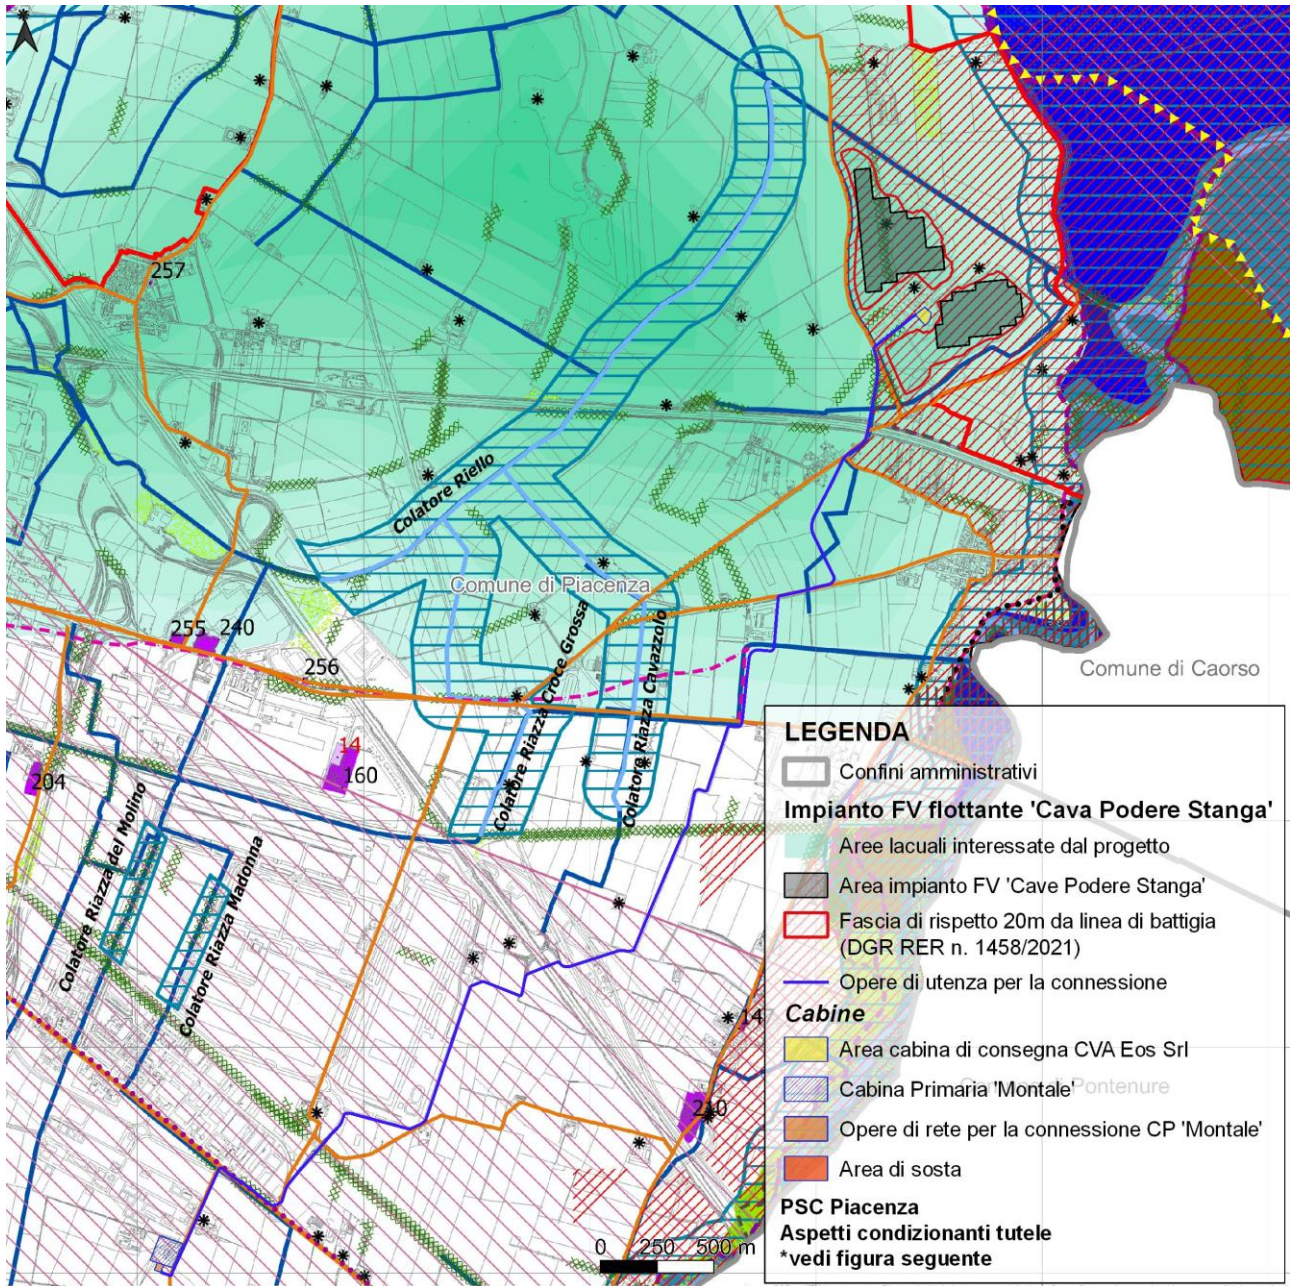 257
Colatore Riello
Comune di Piacenza
255
240
256
Colatore Riazza Croce Grossa
Colatore Riazza Cavazzolo
Comune di Caorso
14
160
204
Colatore Riazza del Molino
Colatore Riazza Madonna
147
210
LEGENDA
Confini amministrativi
Impianto FV flottante 'Cava Podere Stanga'
Aree lacuali interessate dal progetto
Area impianto FV 'Cave Podere Stanga'
Fascia di rispetto 20m da linea di battigia
(DGR RER n. 1458/2021)
Opere di utenza per la connessione
Cabine
Area cabina di consegna CVA Eos Srl
Cabina Primaria 'Montale'
Pontenure
Opere di rete per la connessione CP 'Montale'
Area di sosta
PSC Piacenza
Aspetti condizionanti tutele
*vedi figura seguente
0 250 500 m